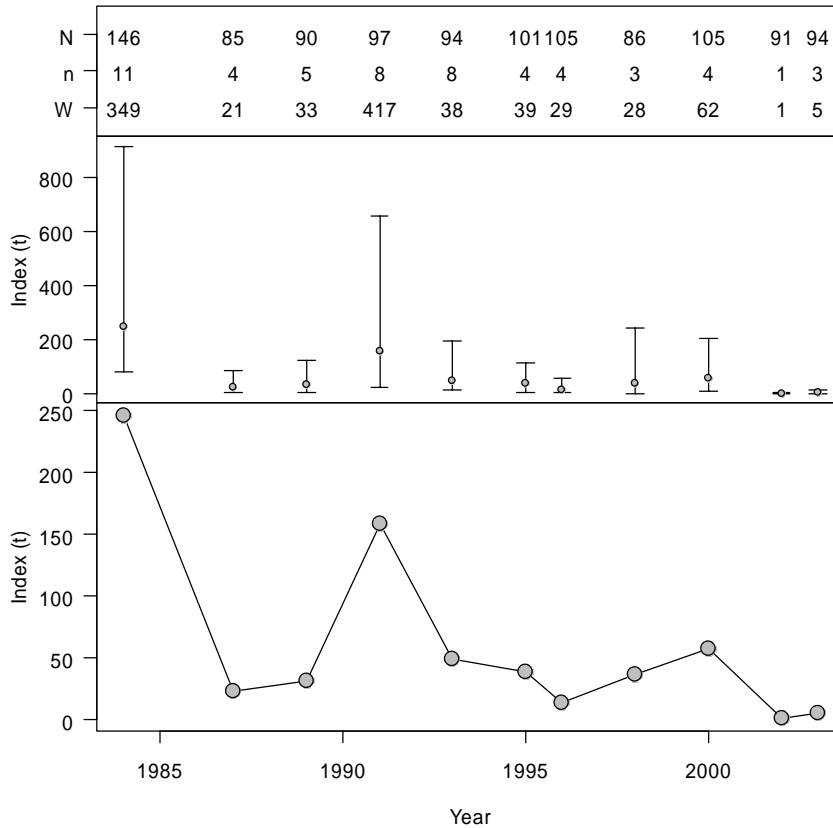 N 146 85 90 97 94 101 105 86 105 91 94
n 11 4 5 8 8 4 4 3 4 1 3
W 349 21 33 417 38 39 29 28 62 1 5
800
600
400
200
0
Index (t)
250
200
150
100
50
0
Index (t)
1985 1990 1995 2000
Year